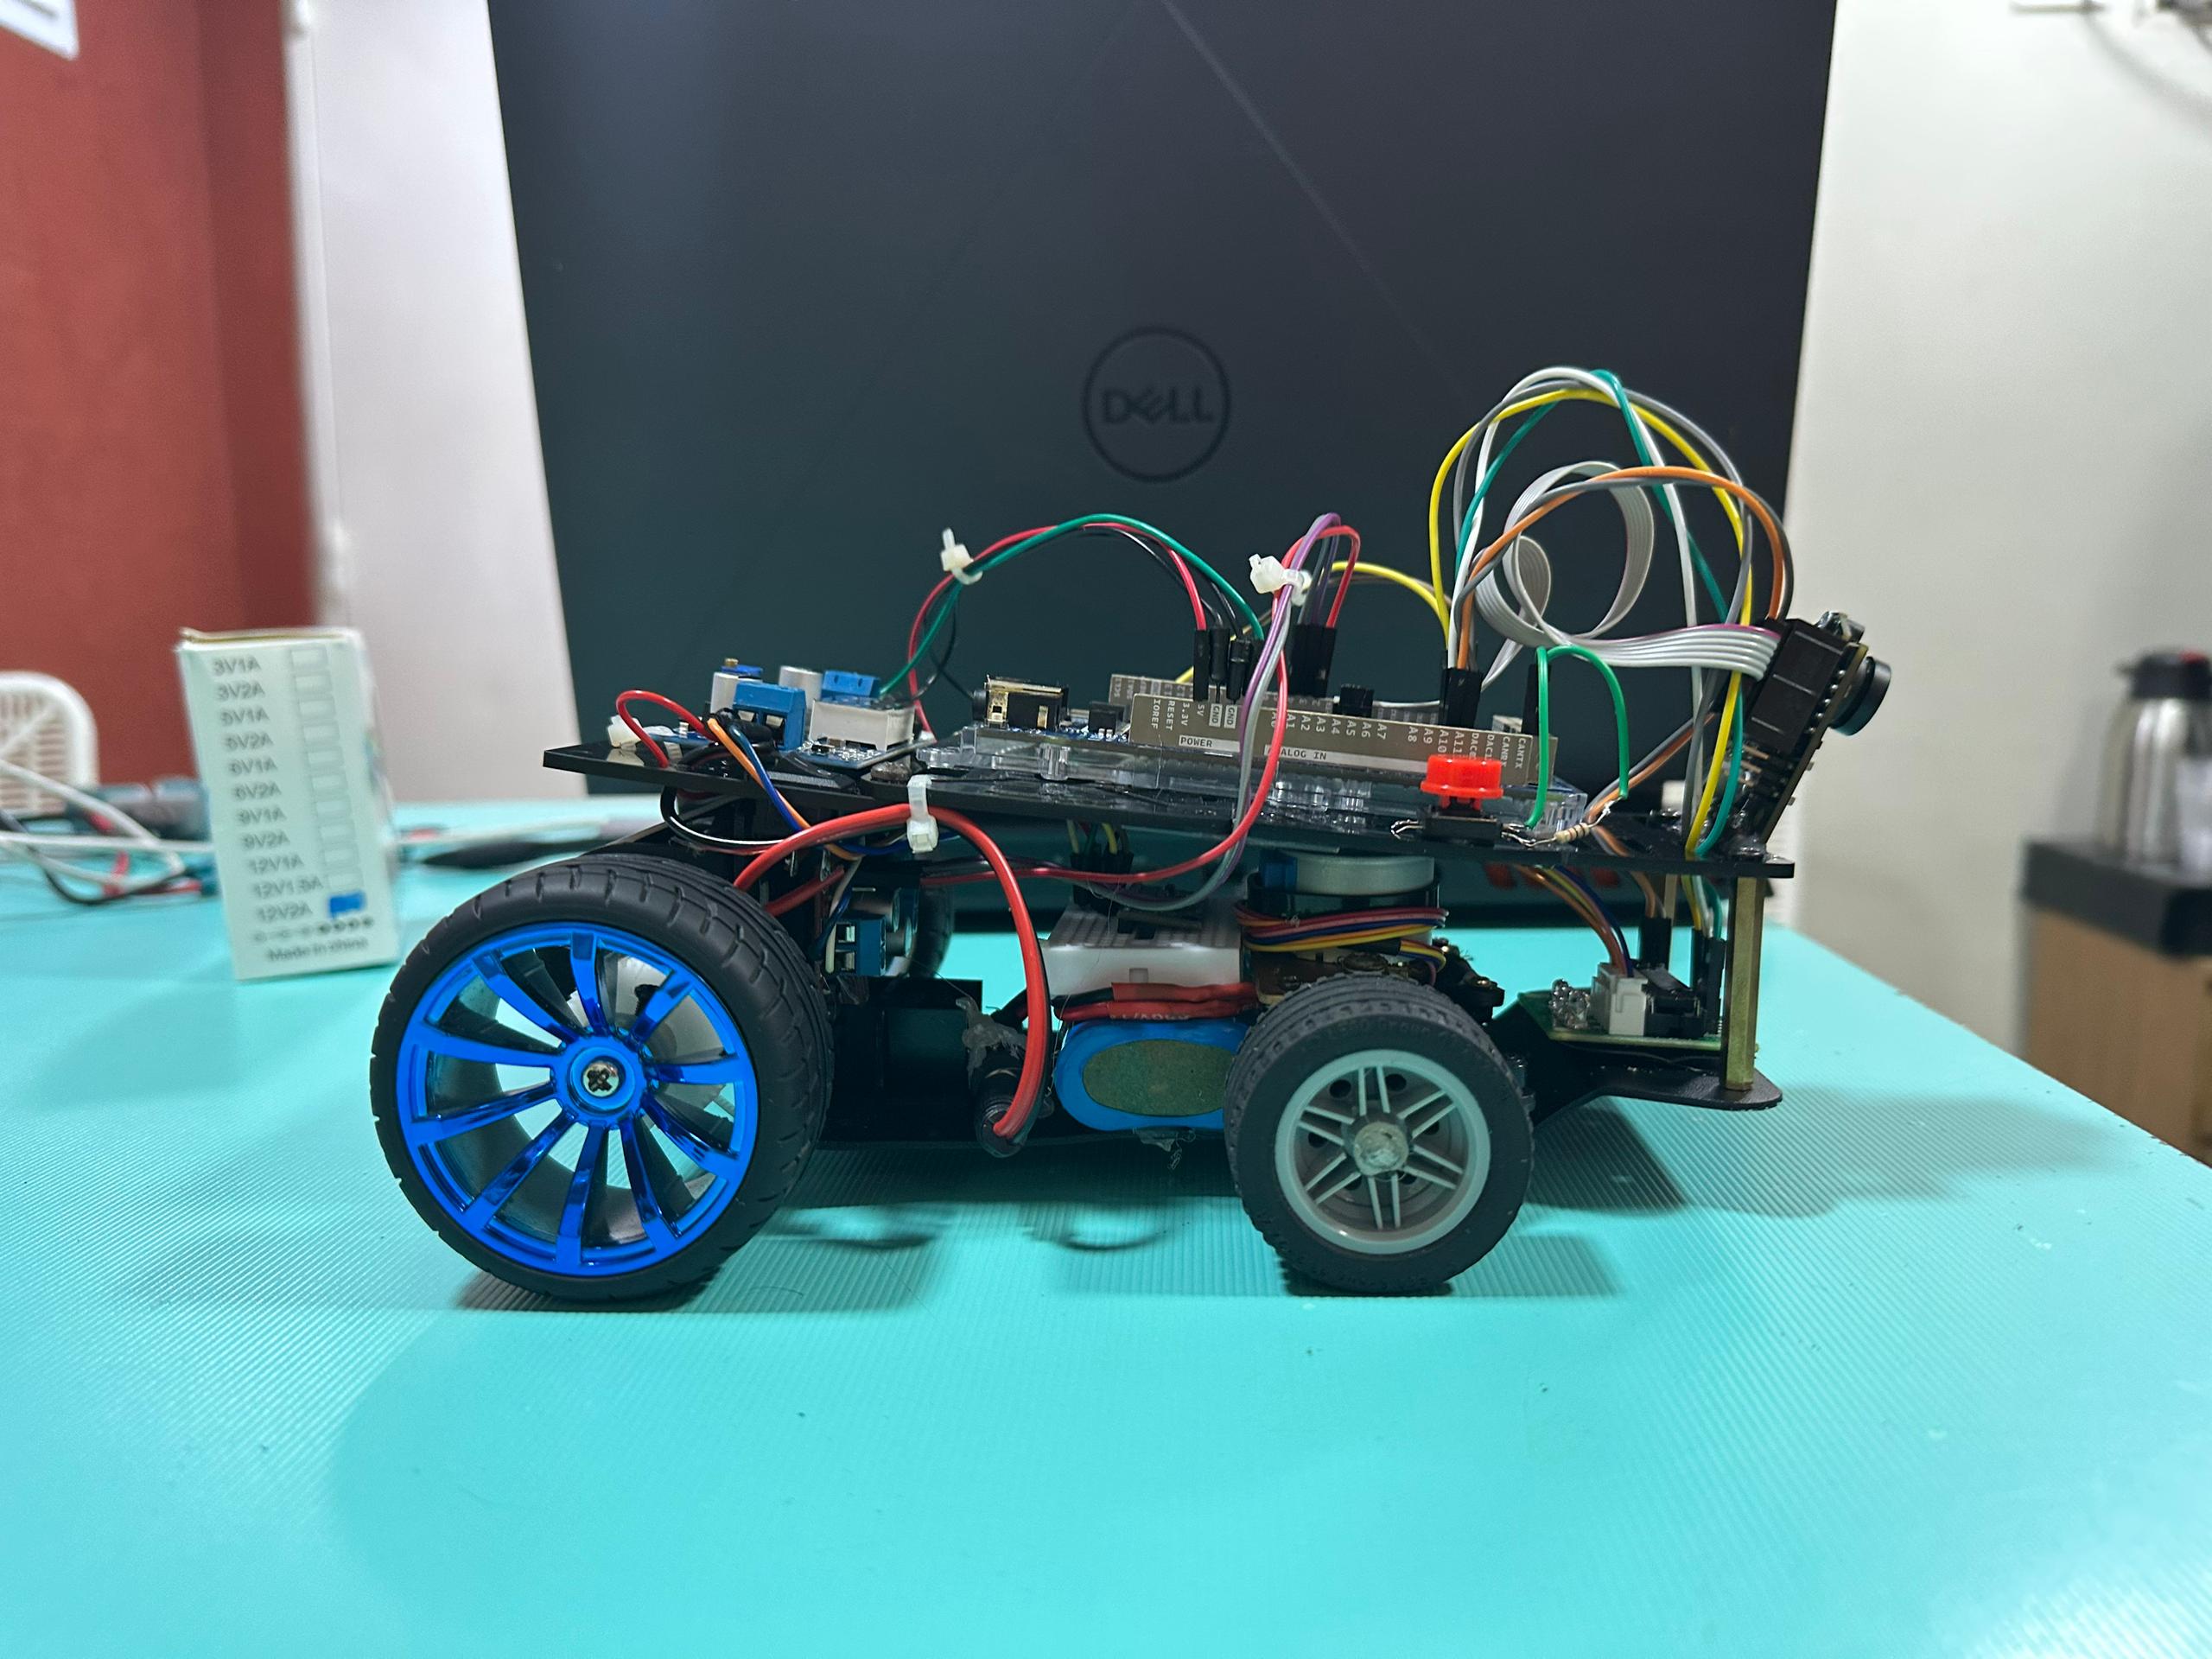 DELL
3V1A
3V2A
5V1A
5V2A
6V1A
6V2A
9V1A
9V2A
12V1A
12V1.5A
12V2A
Made in china
IOREF
RESET
3.3V
5V
GND
GND
POWER
ANALOG IN
A1
A2
A3
A4
A5
A6
A7
A8
A9
A10
A11
DAC1
CANRX
CANTX